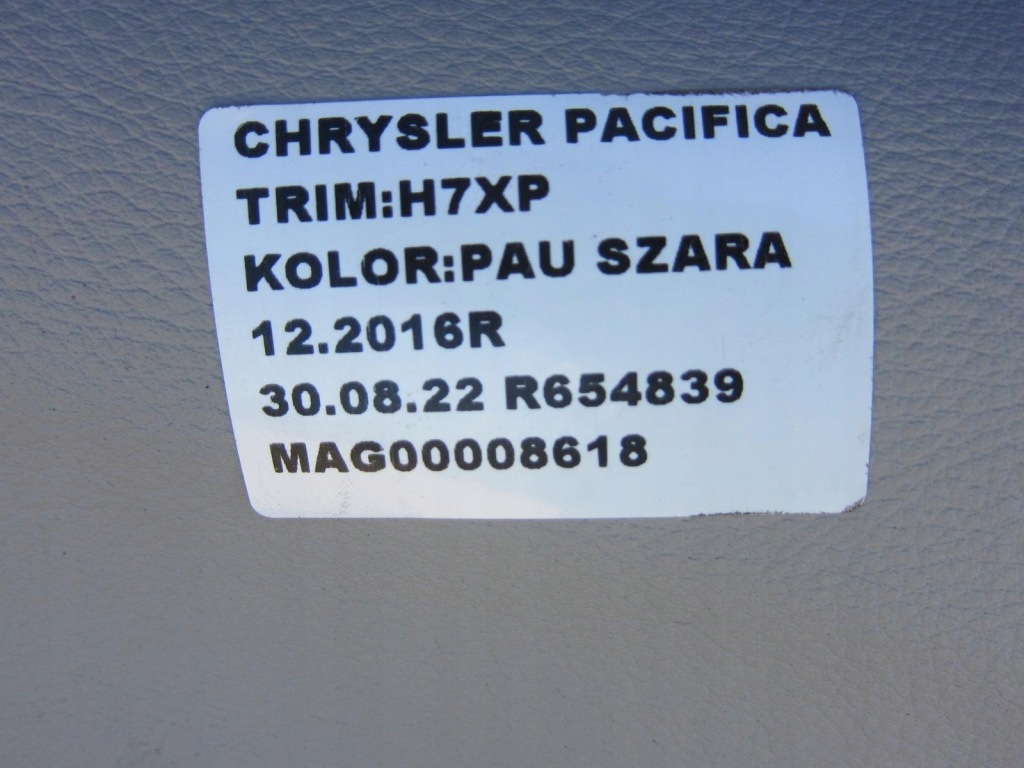 CHRYSLER PACIFICA
TRIM:H7XP
KOLOR:PAU SZARA
12.2016R
30.08.22 R654839
MAG00008618